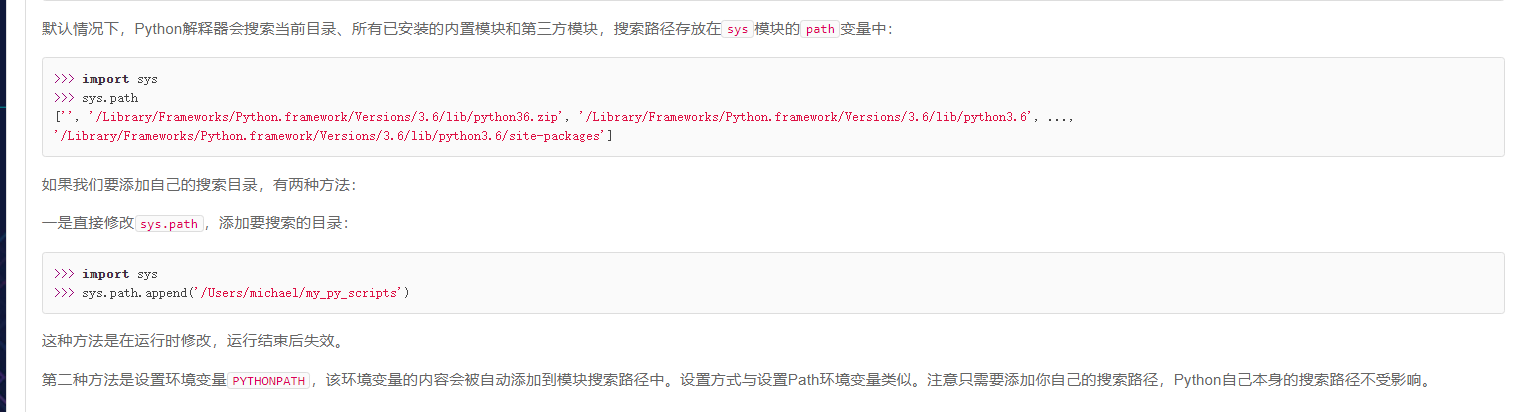 默认情况下，Python解释器会搜索当前目录、所有已安装的内置模块和第三方模块，搜索路径存放在sys模块的path变量中：
>>> import sys
>>> sys.path
['', '/Library/Frameworks/Python.framework/Versions/3.6/lib/python36.zip', '/Library/Frameworks/Python.framework/Versions/3.6/lib/python3.6', ...,
'/Library/Frameworks/Python.framework/Versions/3.6/lib/python3.6/site-packages']
如果我们要添加自己的搜索目录，有两种方法：
一是直接修改sys.path，添加要搜索的目录：
>>> import sys
>>> sys.path.append('/Users/michael/my_py_scripts')
这种方法是在运行时修改，运行结束后失效。
第二种方法是设置环境变量PYTHONPATH，该环境变量的内容会被自动添加到模块搜索路径中。设置方式与设置Path环境变量类似。注意只需要添加你自己的搜索路径，Python自己本身的搜索路径不受影响。